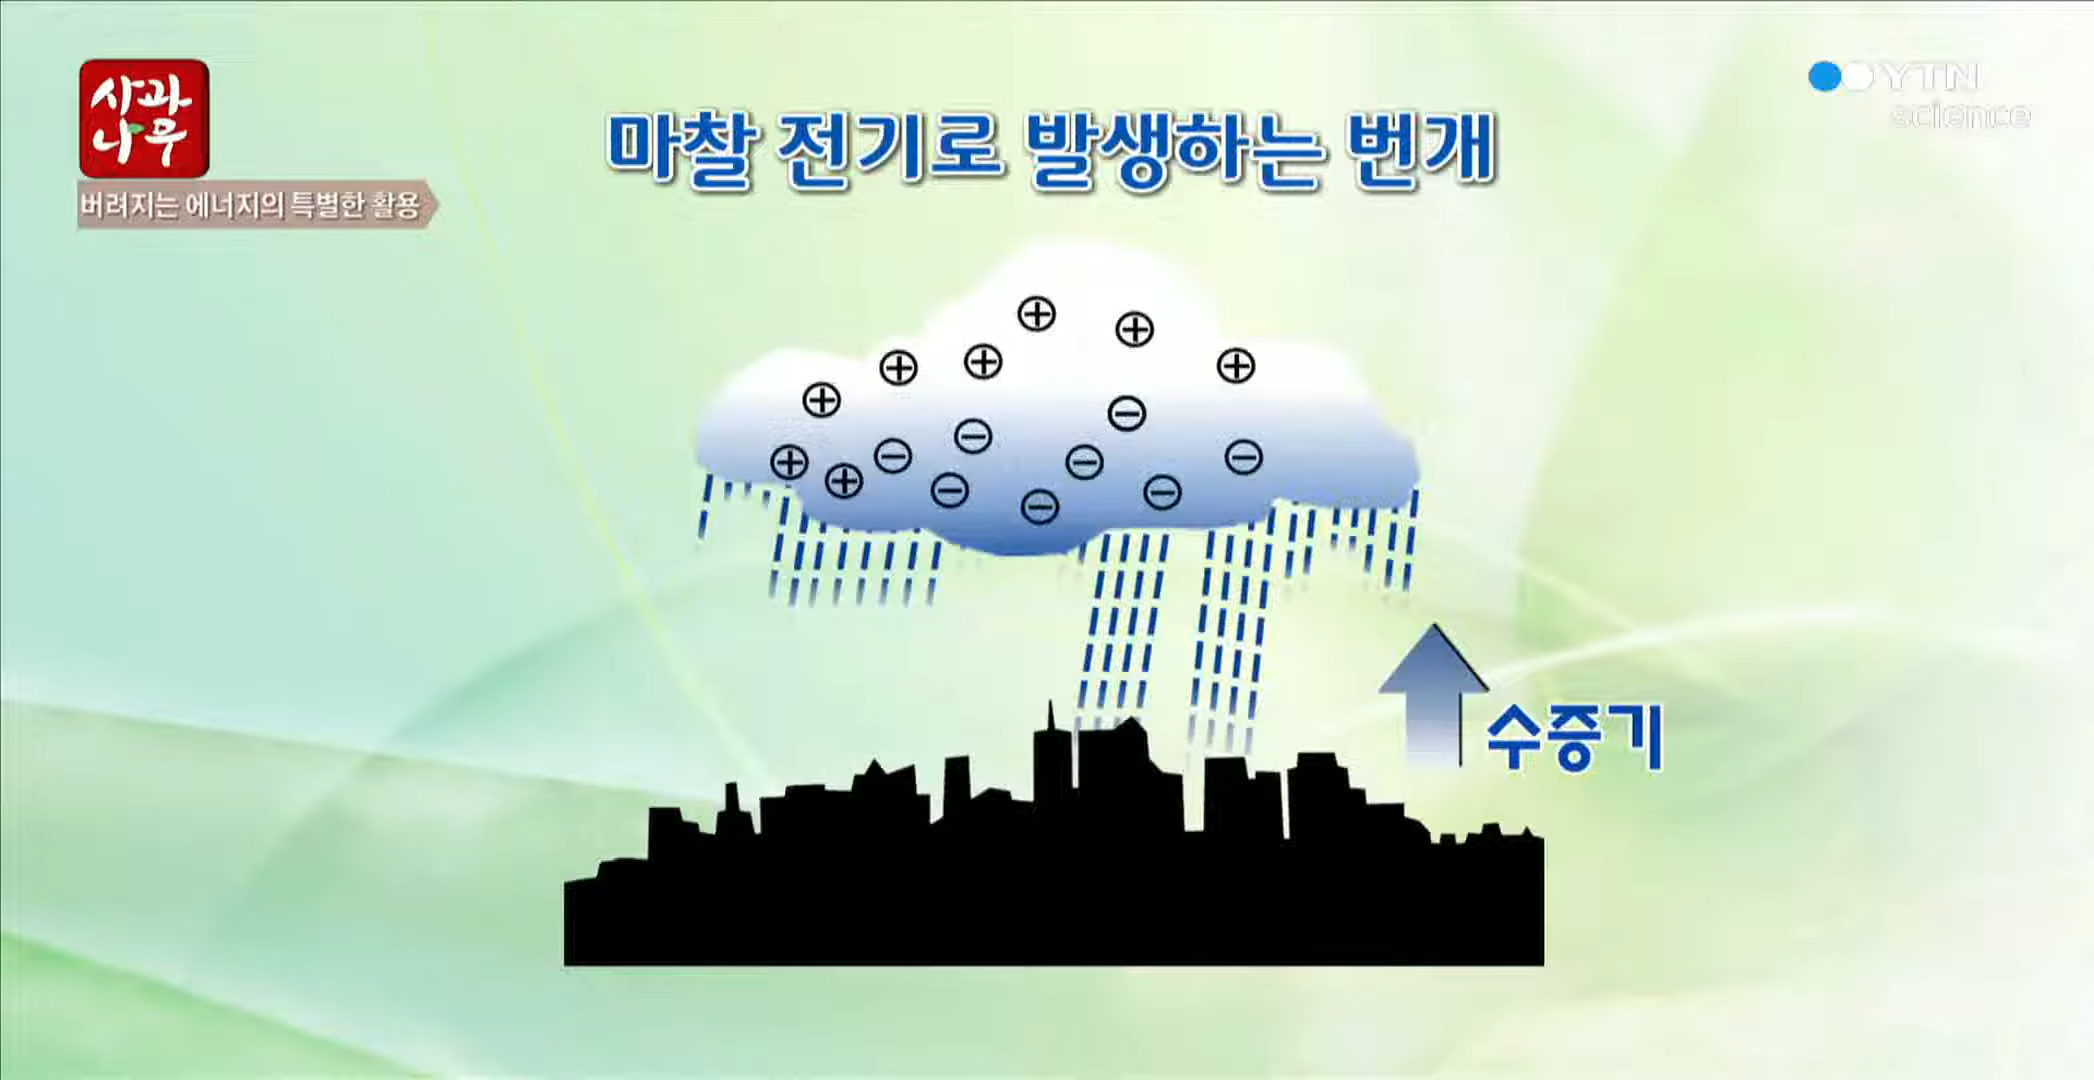 사과
나무
버려지는 에너지의 특별한 활용
마찰 전기로 발생하는 번개
YTN
science
수증기